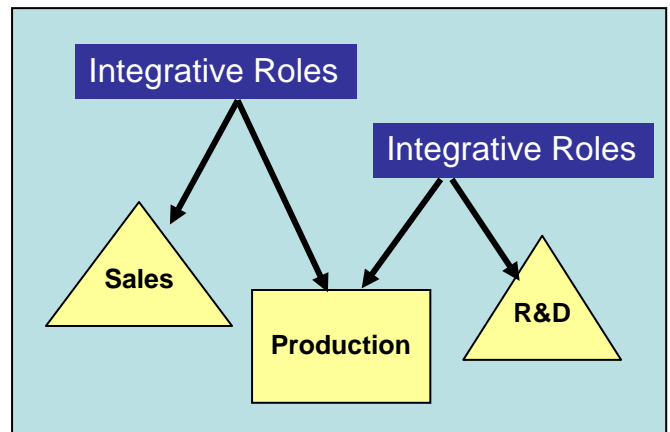 Integrative Roles
Integrative Roles
Sales
Production
R&D